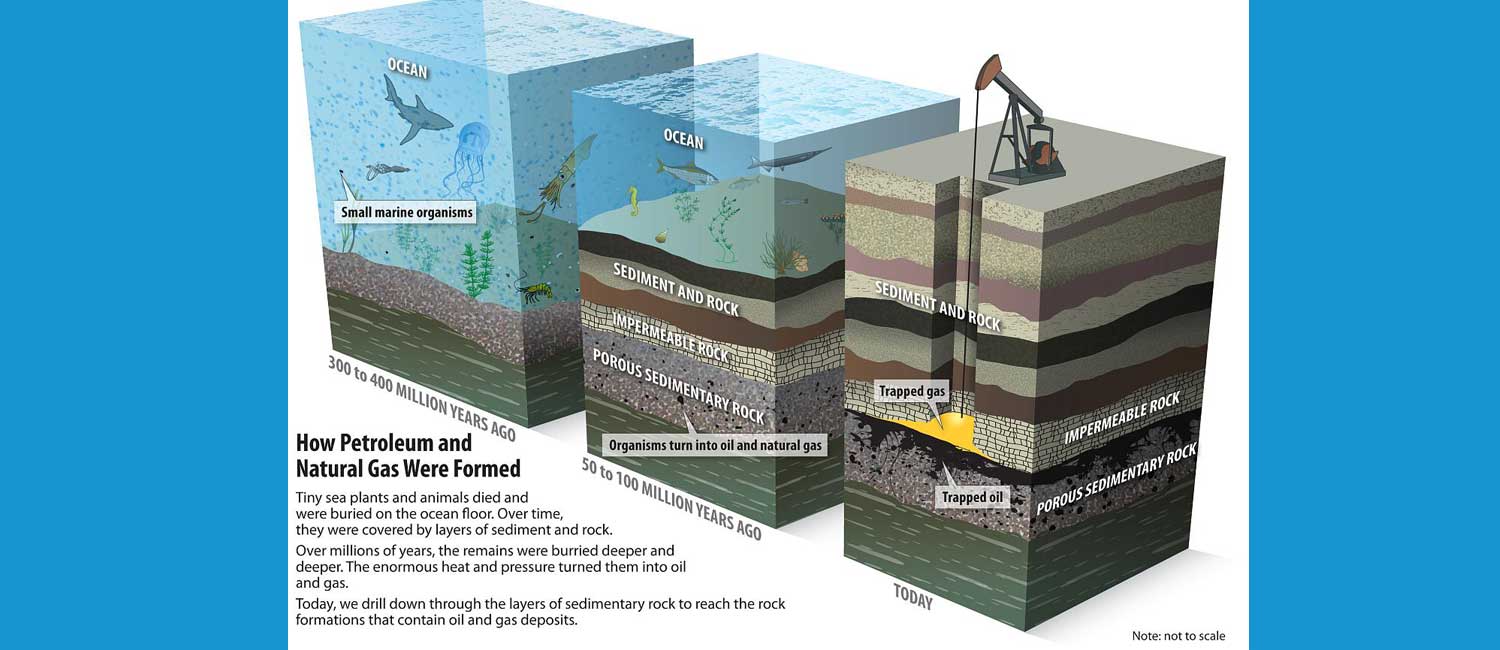 OCEAN
Small marine organisms
300 to 400 MILLION YEARS AGO
OCEAN
SEDIMENT AND ROCK
IMPERMEABLE ROCK
POROUS SEDIMENTARY ROCK
Organisms turn into oil and natural gas
50 to 100 MILLION YEARS AGO
SEDIMENT AND ROCK
Trapped gas
IMPERMEABLE ROCK
POROUS SEDIMENTARY ROCK
Trapped oil
TODAY
How Petroleum and
Natural Gas Were Formed
Tiny sea plants and animals died and
were buried on the ocean floor. Over time,
they were covered by layers of sediment and rock.
Over millions of years, the remains were burried deeper and
deeper. The enormous heat and pressure turned them into oil
and gas.
Today, we drill down through the layers of sedimentary rock to reach the rock
formations that contain oil and gas deposits.
Note: not to scale